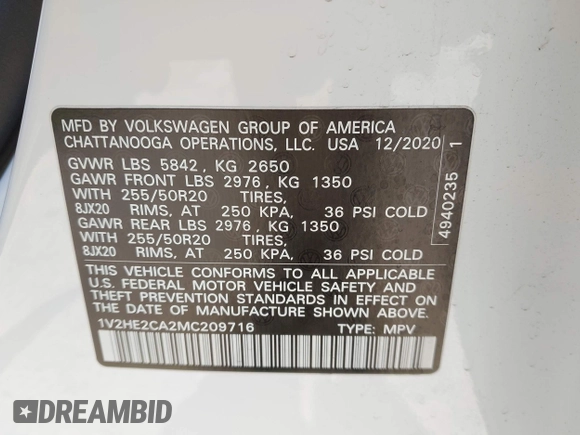 MFD BY VOLKSWAGEN GROUP OF AMERICA
CHATTANOOGA OPERATIONS, LLC. USA 12/2020
GVWR LBS 5842 , KG 2650
GAWR FRONT LBS 2976 , KG 1350
WITH 255/50R20 TIRES,
8JX20 RIMS, AT 250 KPA, 36 PSI COLD
GAWR REAR LBS 2976 , KG 1350
WITH 255/50R20 TIRES,
8JX20 RIMS, AT 250 KPA, 36 PSI COLD
THIS VEHICLE CONFORMS TO ALL APPLICABLE
U.S. FEDERAL MOTOR VEHICLE SAFETY AND
THEFT PREVENTION STANDARDS IN EFFECT ON
THE DATE OF MANUFACTURE SHOWN ABOVE.
1V2HE2CA2MC209716 TYPE: MPV
4940235 1
DREAMBID